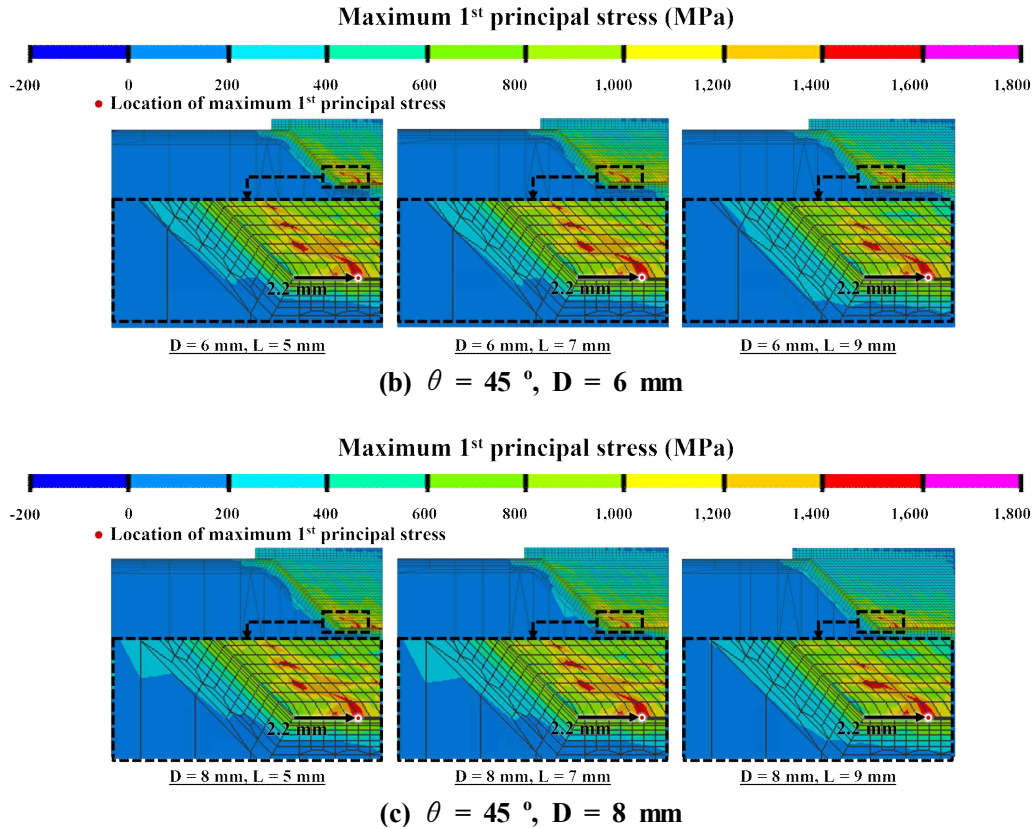 Maximum 1st principal stress (MPa)
-200 0 200 400 600 800 1,000 1,200 1,400 1,600 1,800
Location of maximum 1st principal stress
2.2 mm 2.2 mm 2.2 mm
D = 6 mm, L = 5 mm D = 6 mm, L = 7 mm D = 6 mm, L = 9 mm
(b) θ = 45 º, D = 6 mm
Maximum 1st principal stress (MPa)
-200 0 200 400 600 800 1,000 1,200 1,400 1,600 1,800
Location of maximum 1st principal stress
2.2 mm 2.2 mm 2.2 mm
D = 8 mm, L = 5 mm D = 8 mm, L = 7 mm D = 8 mm, L = 9 mm
(c) θ = 45 º, D = 8 mm